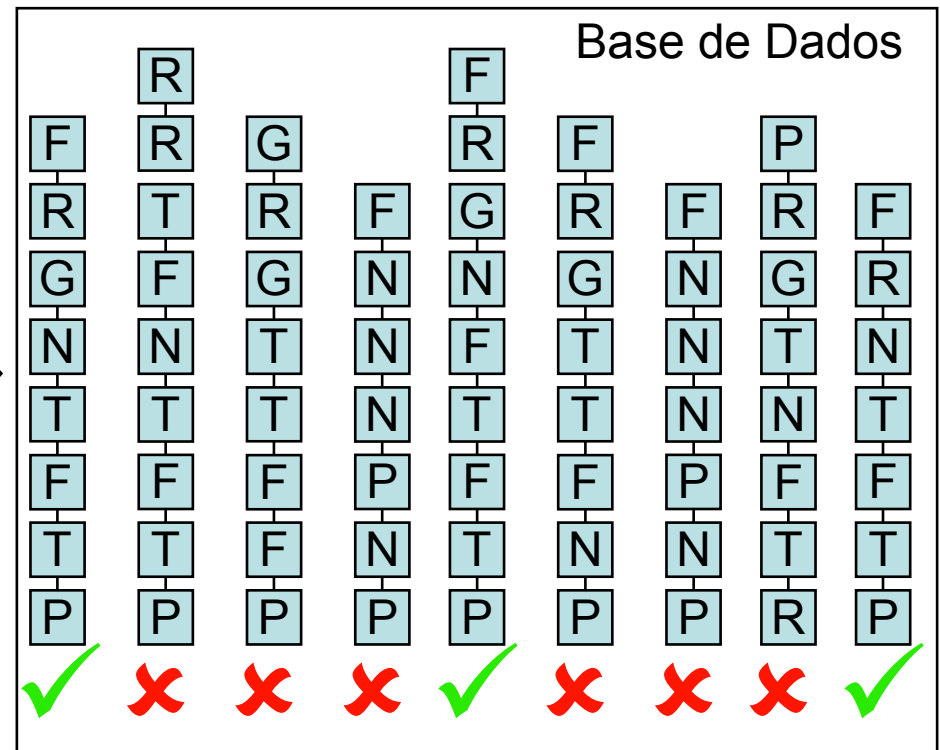 Base de Dados
F R G N T F T P
R R T F N T F T P
G R G T T F F P
F N N N P N P
F R G N F T F T P
F R G T T F N P
F N N N P N P
P R G T N F T R
F R N T F T P